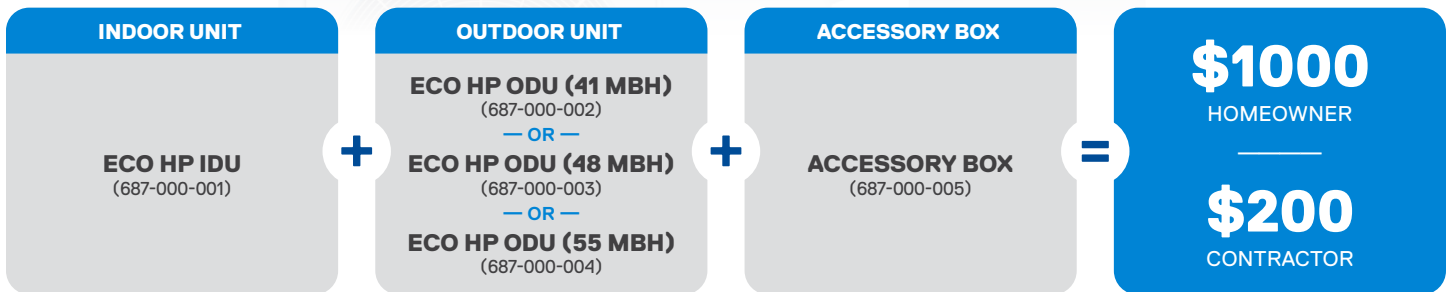 INDOOR UNIT
ECO HP IDU
(687-000-001)
+
OUTDOOR UNIT
ECO HP ODU (41 MBH)
(687-000-002)
— OR —
ECO HP ODU (48 MBH)
(687-000-003)
— OR —
ECO HP ODU (55 MBH)
(687-000-004)
+
ACCESSORY BOX
ACCESSORY BOX
(687-000-005)
=
$1000
HOMEOWNER
$200
CONTRACTOR